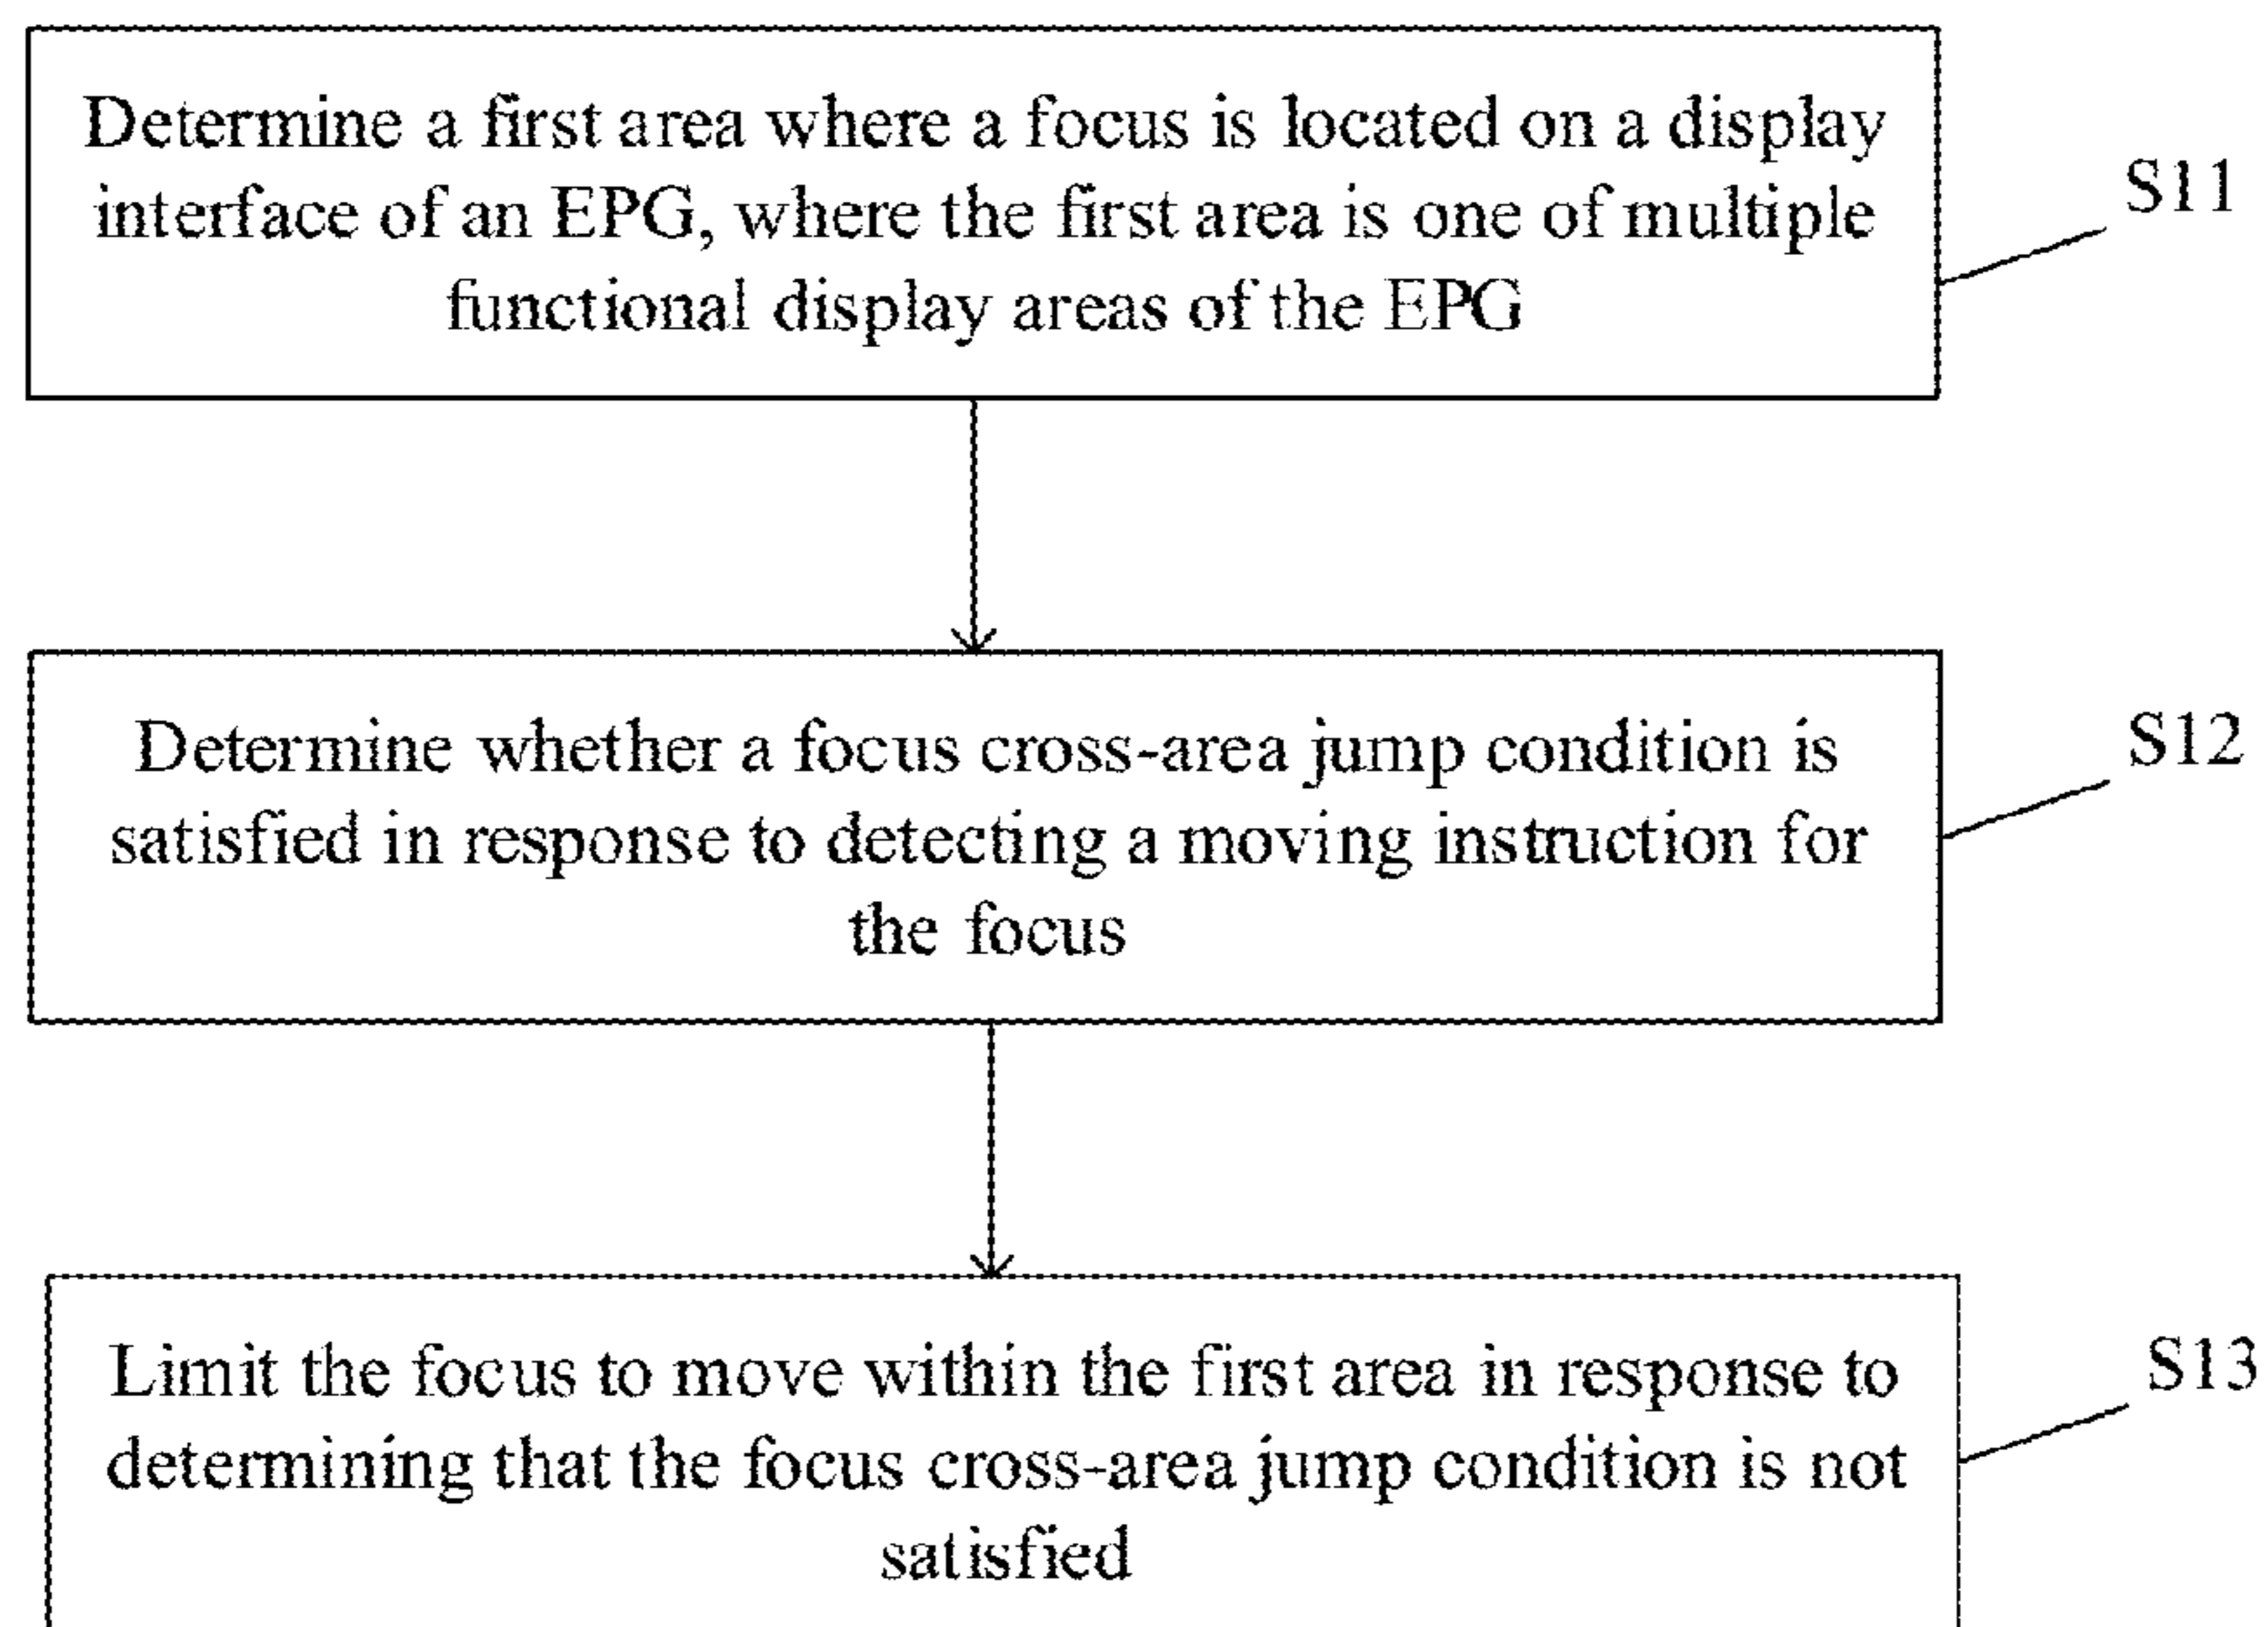 Determine a first area where a focus is located on a display
interface of an EPG, where the first area is one of multiple
functional display areas of the EPG
S11
Determine whether a focus cross-area jump condition is
satisfied in response to detecting a moving instruction for
the focus
S12
Limit the focus to move within the first area in response to
determining that the focus cross-area jump condition is not
satisfied
S13